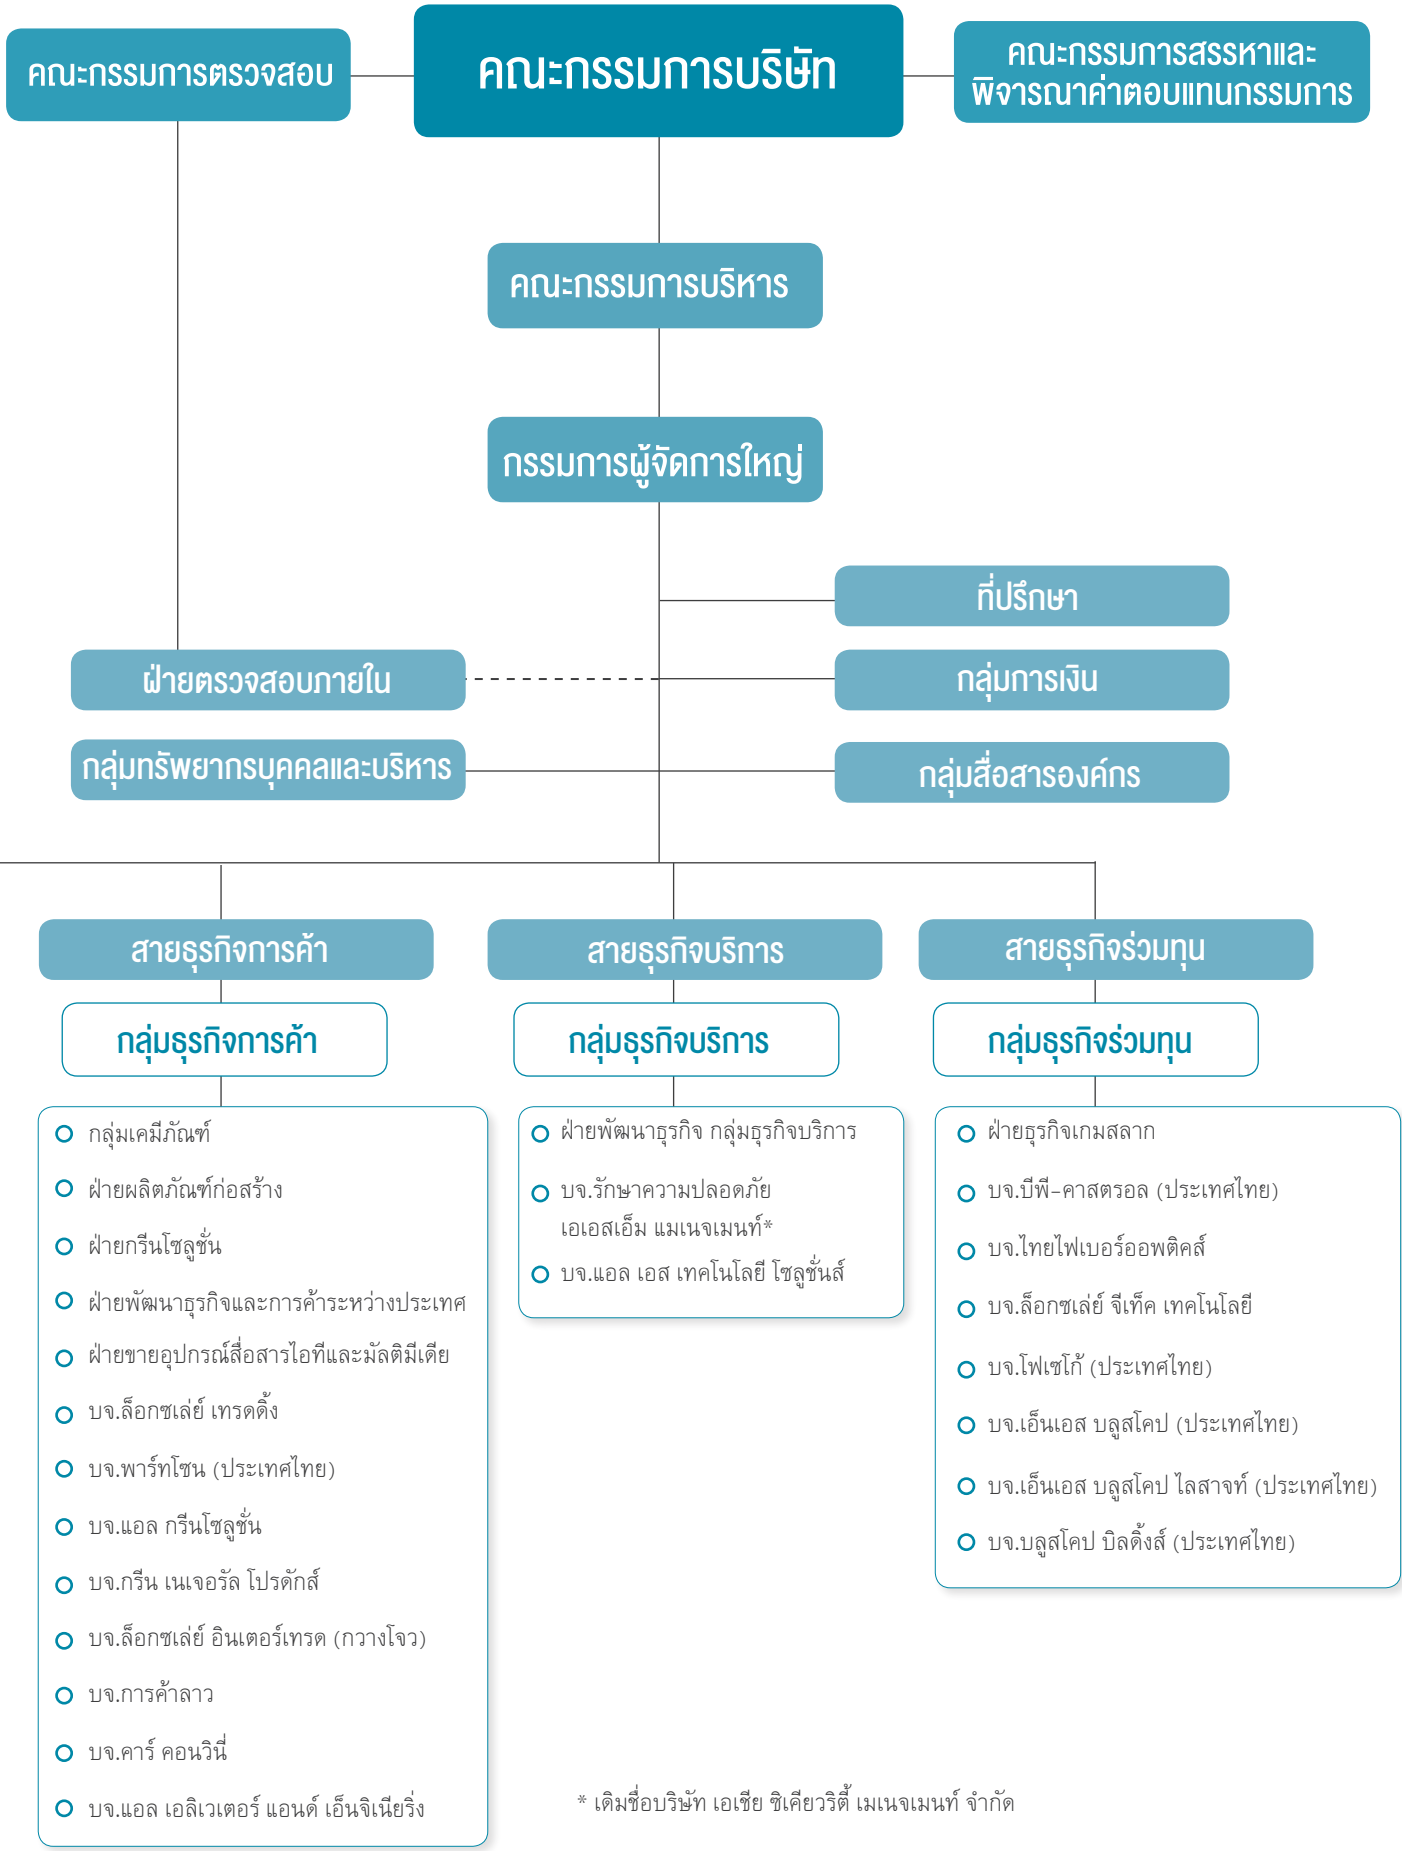 คณะกรรมการตรวจสอบ
คณะกรรมการบริษัท
คณะกรรมการสรรหาและ
พิจารณาค่าตอบแทนกรรมการ
คณะกรรมการบริหาร
กรรมการผู้จัดการใหญ่
ที่ปรึกษา
ฝ่ายตรวจสอบภายใน
กลุ่มการเงิน
กลุ่มทรัพยากรบุคคลและบริหาร
กลุ่มสื่อสารองค์กร
สายธุรกิจการค้า
สายธุรกิจบริการ
สายธุรกิจร่วมทุน
กลุ่มธุรกิจการค้า
กลุ่มธุรกิจบริการ
กลุ่มธุรกิจร่วมทุน
กลุ่มเคมีภัณฑ์
ฝ่ายผลิตภัณฑ์ก่อสร้าง
ฝ่ายกรีนโซลูชั่น
ฝ่ายพัฒนาธุรกิจและการค้าระหว่างประเทศ
ฝ่ายขายอุปกรณ์สื่อสารไอทีและมัลติมีเดีย
บจ.ล็อกซเล่ย์ เทรดดิ้ง
บจ.พาร์ทโซน (ประเทศไทย)
บจ.แอล กรีนโซลูชั่น
บจ.กรีน เนเจอรัล โปรดักส์
บจ.ล็อกซเล่ย์ อินเตอร์เทรด (กวางโจว)
บจ.การค้าลาว
บจ.คาร์ คอนวินี่
บจ.แอล เอลิเวเตอร์ แอนด์ เอ็นจิเนียริ่ง
ฝ่ายพัฒนาธุรกิจ กลุ่มธุรกิจบริการ
บจ.รักษาความปลอดภัย
เอเอสเอ็ม แมเนจเมนท์*
บจ.แอล เอส เทคโนโลยี โซลูชั่นส์
ฝ่ายธุรกิจเกมสลาก
บจ.บีพี-คาสตรอล (ประเทศไทย)
บจ.ไทยไฟเบอร์ออพติคส์
บจ.ล็อกซเล่ย์ จีเท็ค เทคโนโลยี
บจ.โฟเซโก้ (ประเทศไทย)
บจ.เอ็นเอส บลูสโคป (ประเทศไทย)
บจ.เอ็นเอส บลูสโคป ไลสาจท์ (ประเทศไทย)
บจ.บลูสโคป บิลดิ้งส์ (ประเทศไทย)
* เดิมชื่อบริษัท เอเชีย ซิเคียวริตี้ เมเนจเมนท์ จำกัด